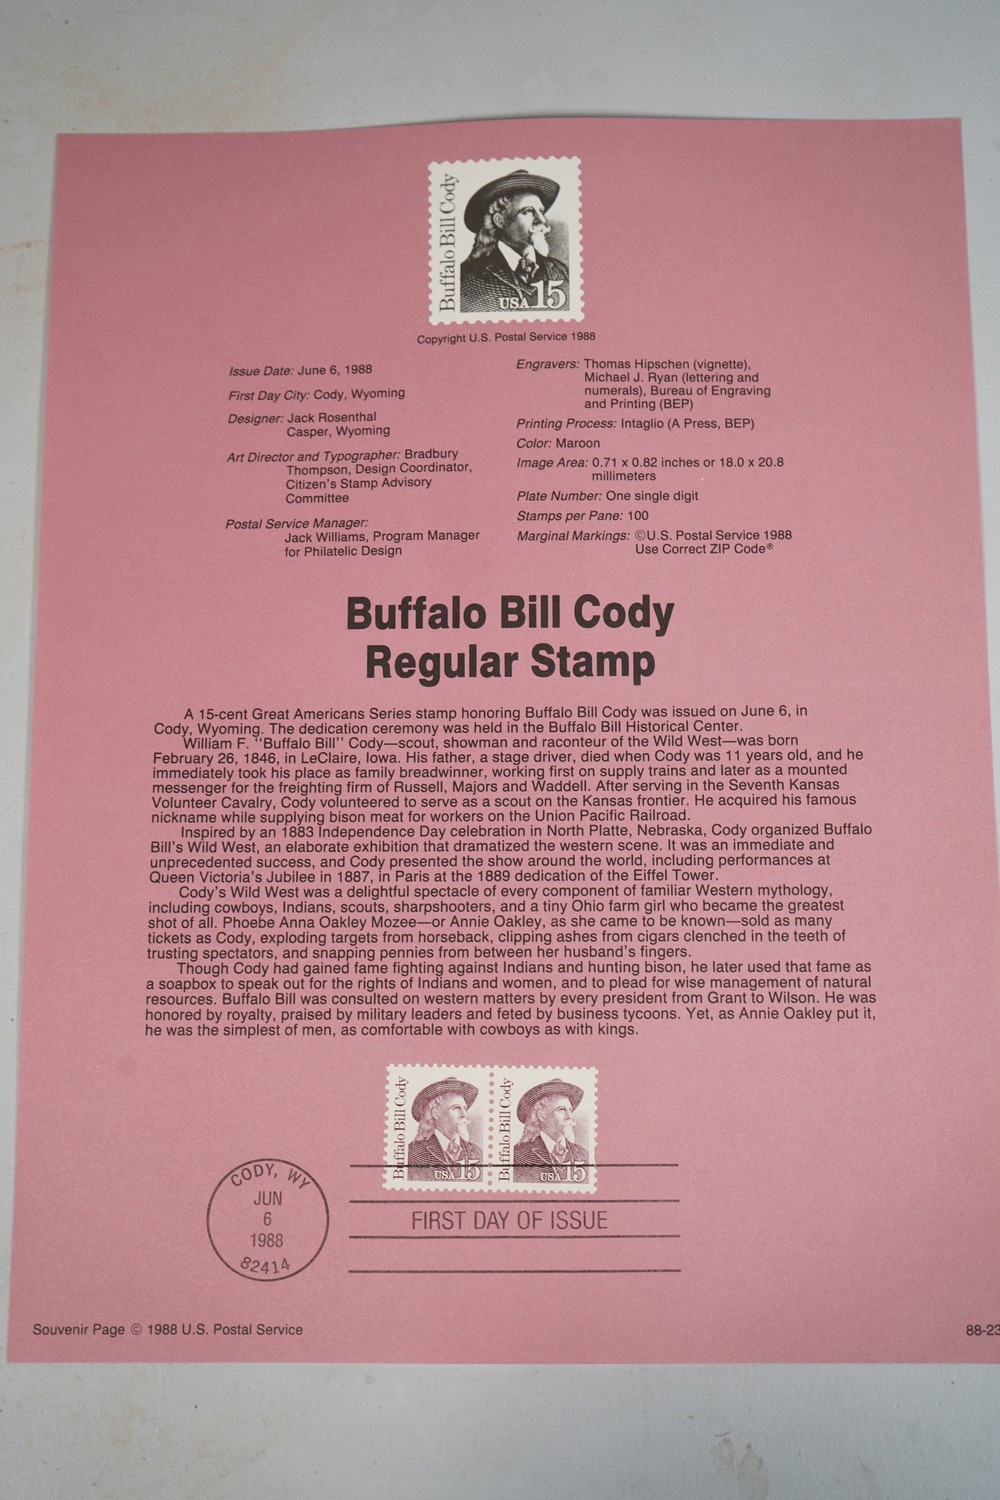 Buffalo Bill Cody
USA 15
Copyright U.S. Postal Service 1988
Issue Date: June 6, 1988
First Day City: Cody, Wyoming
Designer: Jack Rosenthal
Casper, Wyoming
Art Director and Typographer: Bradbury
Thompson, Design Coordinator,
Citizen's Stamp Advisory
Committee
Postal Service Manager:
Jack Williams, Program Manager
for Philatelic Design
Engravers: Thomas Hipschen (vignette),
Michael J. Ryan (lettering and
numerals), Bureau of Engraving
and Printing (BEP)
Printing Process: Intaglio (A Press, BEP)
Color: Maroon
Image Area: 0.71 x 0.82 inches or 18.0 x 20.8
millimeters
Plate Number: One single digit
Stamps per Pane: 100
Marginal Markings: ©U.S. Postal Service 1988
Use Correct ZIP Code®
Buffalo Bill Cody
Regular Stamp
A 15-cent Great Americans Series stamp honoring Buffalo Bill Cody was issued on June 6, in
Cody, Wyoming. The dedication ceremony was held in the Buffalo Bill Historical Center.
William F. "Buffalo Bill" Cody—scout, showman and raconteur of the Wild West—was born
February 26, 1846, in LeClaire, Iowa. His father, a stage driver, died when Cody was 11 years old, and he
immediately took his place as family breadwinner, working first on supply trains and later as a mounted
messenger for the freighting firm of Russell, Majors and Waddell. After serving in the Seventh Kansas
Volunteer Cavalry, Cody volunteered to serve as a scout on the Kansas frontier. He acquired his famous
nickname while supplying bison meat for workers on the Union Pacific Railroad.
Inspired by an 1883 Independence Day celebration in North Platte, Nebraska, Cody organized Buffalo
Bill's Wild West, an elaborate exhibition that dramatized the western scene. It was an immediate and
unprecedented success, and Cody presented the show around the world, including performances at
Queen Victoria's Jubilee in 1887, in Paris at the 1889 dedication of the Eiffel Tower.
Cody's Wild West was a delightful spectacle of every component of familiar Western mythology,
including cowboys, Indians, scouts, sharpshooters, and a tiny Ohio farm girl who became the greatest
shot of all. Phoebe Anna Oakley Mozee—or Annie Oakley, as she came to be known—sold as many
tickets as Cody, exploding targets from horseback, clipping ashes from cigars clenched in the teeth of
trusting spectators, and snapping pennies from between her husband's fingers.
Though Cody had gained fame fighting against Indians and hunting bison, he later used that fame as
a soapbox to speak out for the rights of Indians and women, and to plead for wise management of natural
resources. Buffalo Bill was consulted on western matters by every president from Grant to Wilson. He was
honored by royalty, praised by military leaders and feted by business tycoons. Yet, as Annie Oakley put it,
he was the simplest of men, as comfortable with cowboys as with kings.
Buffalo Bill Cody
USA 15
Buffalo Bill Cody
USA 15
CODY, WY
JUN
6
1988
82414
FIRST DAY OF ISSUE
Souvenir Page © 1988 U.S. Postal Service
88-23